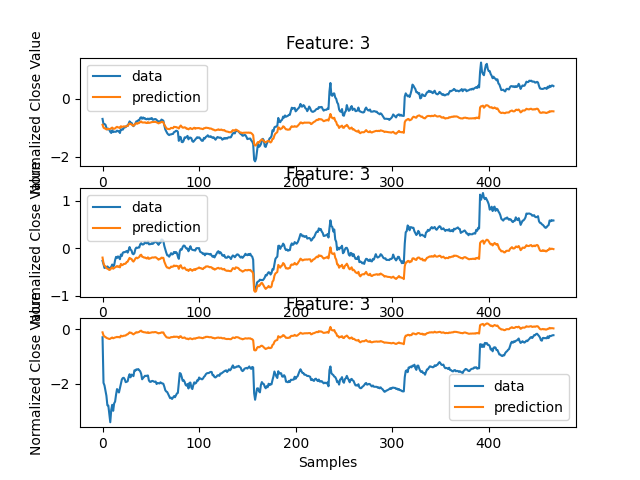 Feature: 3
Normalized Close Value
data
prediction
0
−2
0 100 200 300 400
Feature: 3
Normalized Close Value
data
prediction
1
0
−1
0 100 200 300 400
Feature: 3
Normalized Close Value
data
prediction
0
−2
0 100 200 300 400
Samples